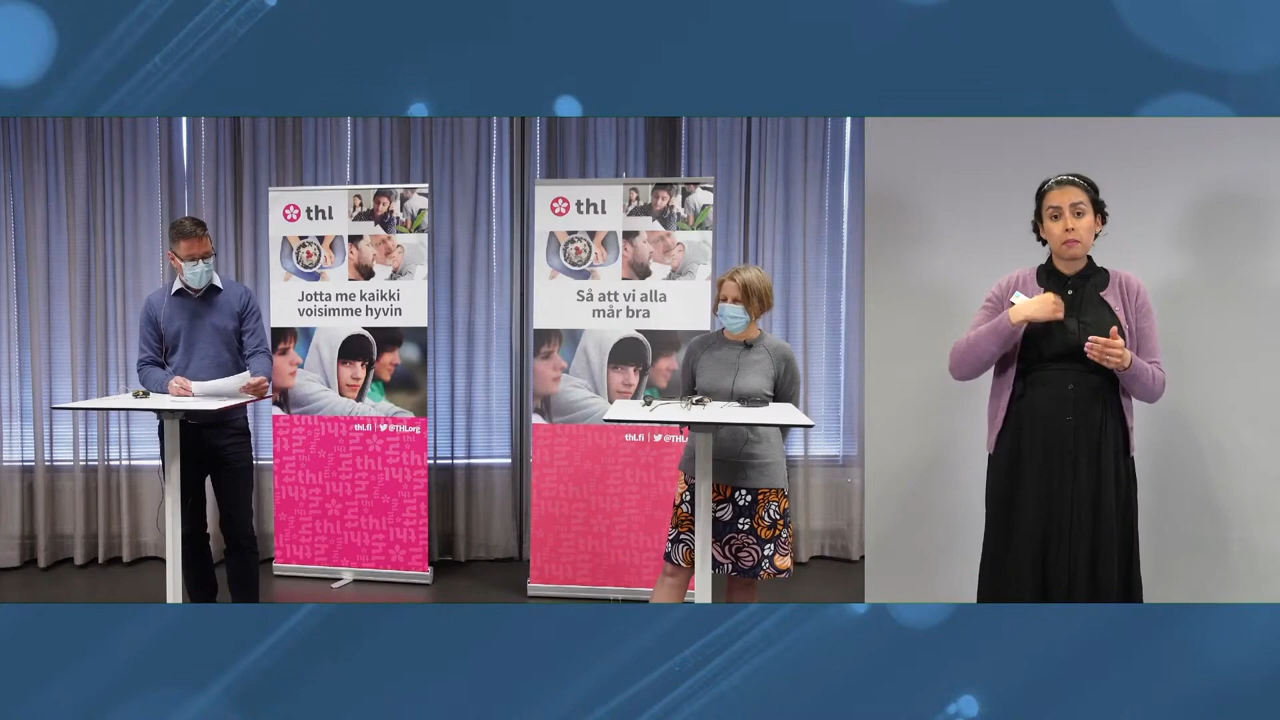 thl
Jotta me kaikki
voisimme hyvin
thl.fi | @THLorg
thl
Så att vi alla
mår bra
thl.fi | @THL